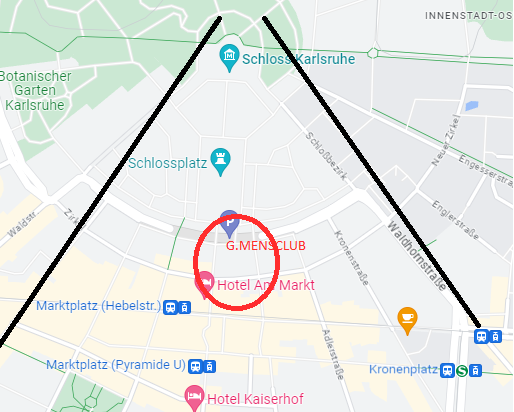 INNENSTADT-OS
Schloss Karlsruhe
Botanischer
Garten
Karlsruhe
Schloßbezirk
Neuer Zirkel
Engesserstraße
Schlossplatz
Englerstraße
Waldstr.
Zirkel
P
G.MENSCLUB
Waldhornstraße
Kronenstraße
Hotel Am Markt
Marktplatz (Hebelstr.)
Adlerstraße
Marktplatz (Pyramide U)
Kronenplatz
S
Hotel Kaiserhof